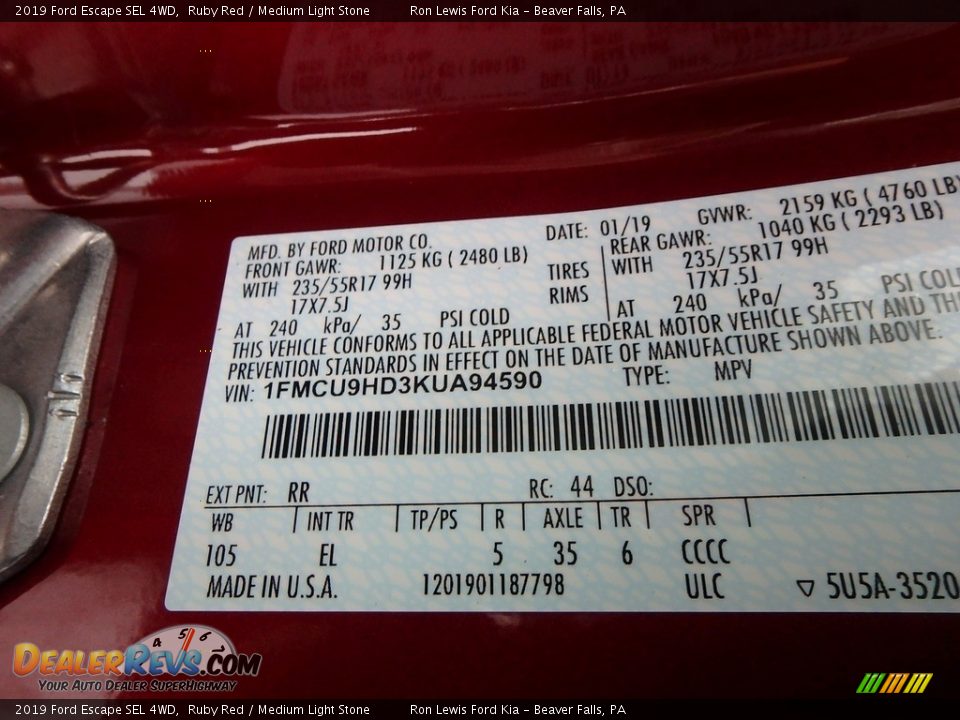 2019 Ford Escape SEL 4WD, Ruby Red / Medium Light Stone Ron Lewis Ford Kia - Beaver Falls, PA
MFD. BY FORD MOTOR CO. DATE: 01/19 GVWR: 2159 KG ( 4760 LB)
FRONT GAWR: 1125 KG ( 2480 LB) REAR GAWR: 1040 KG ( 2293 LB)
WITH 235/55R17 99H TIRES WITH 235/55R17 99H
17X7.5J RIMS 17X7.5J
AT 240 kPa/ 35 PSI COLD AT 240 kPa/ 35 PSI COL
THIS VEHICLE CONFORMS TO ALL APPLICABLE FEDERAL MOTOR VEHICLE SAFETY AND TH
PREVENTION STANDARDS IN EFFECT ON THE DATE OF MANUFACTURE SHOWN ABOVE.
VIN: 1FMCU9HD3KUA94590 TYPE: MPV
EXT PNT: RR RC: 44 DSO:
WB INT TR TP/PS R AXLE TR SPR
105 EL 5 35 6 CCCC
MADE IN U.S.A. 1201901187798 ULC ▽ 5U5A-3520
4 5 6
DEALERREVS.COM
YOUR AUTO DEALER SUPERHIGHWAY
2019 Ford Escape SEL 4WD, Ruby Red / Medium Light Stone Ron Lewis Ford Kia - Beaver Falls, PA